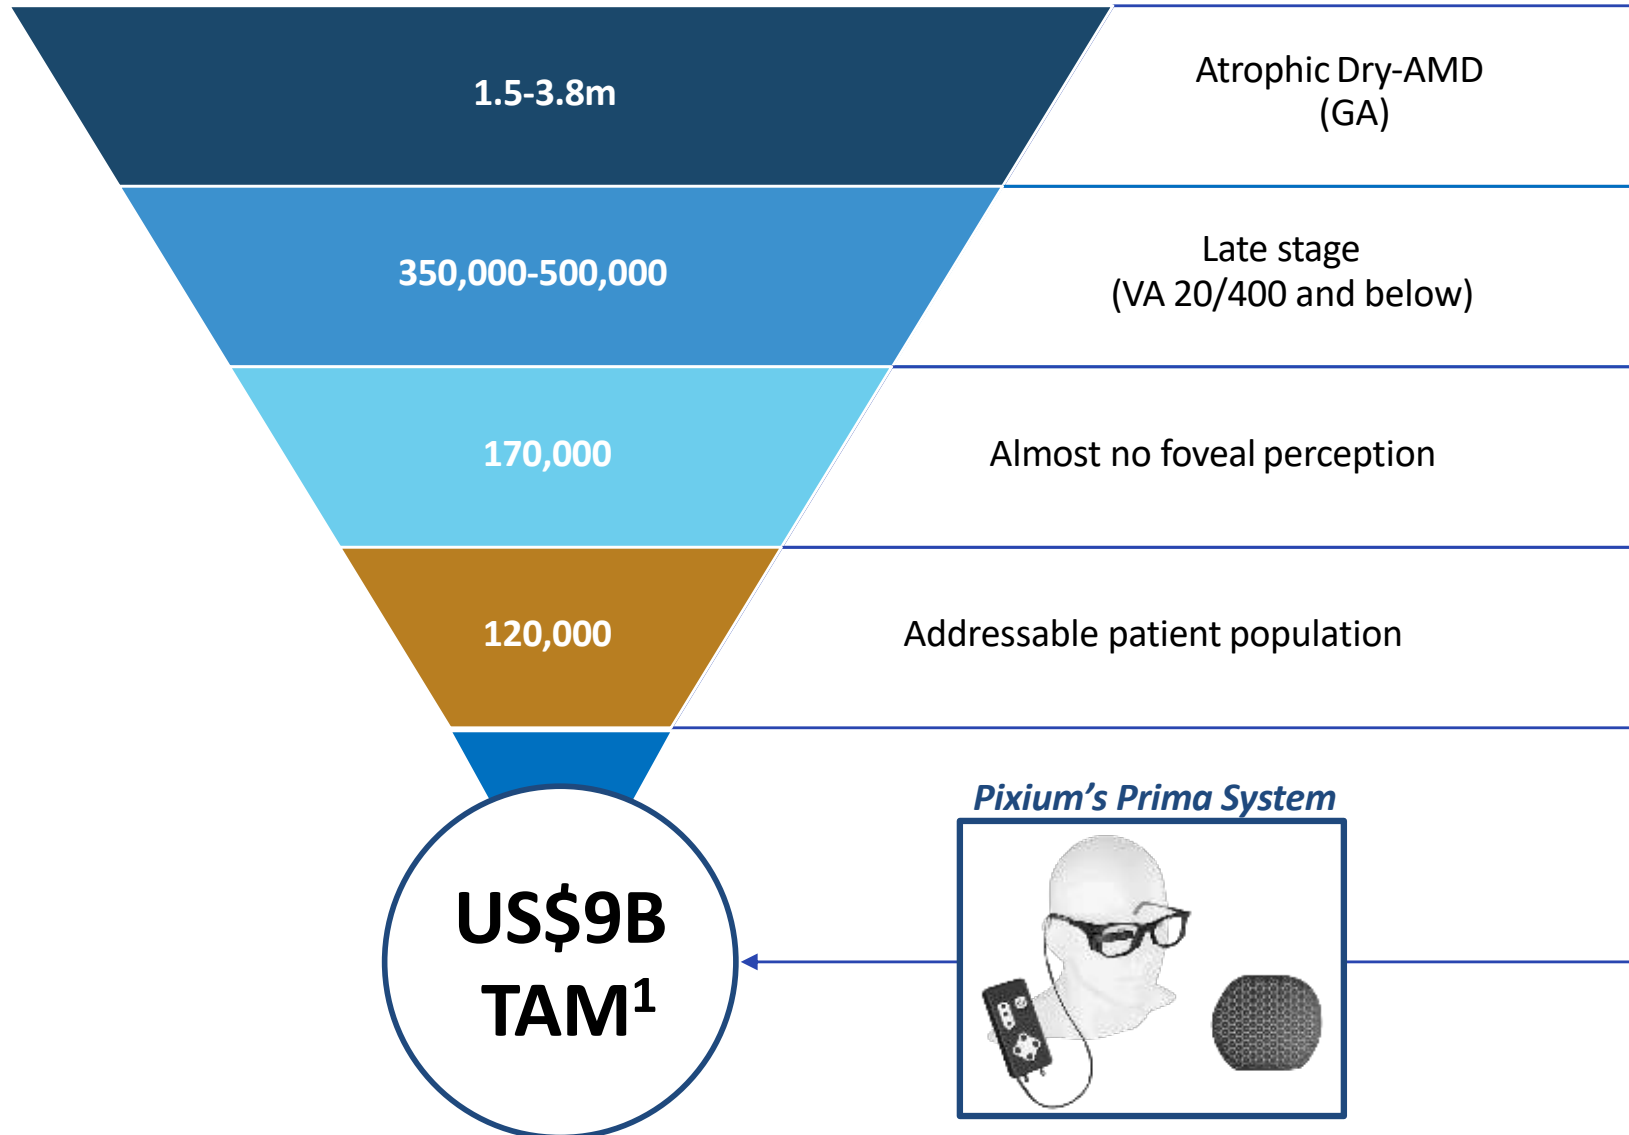 1.5-3.8m
Atrophic Dry-AMD
(GA)
350,000-500,000
Late stage
(VA 20/400 and below)
170,000
Almost no foveal perception
120,000
Addressable patient population
Pixium's Prima System
US$9B
TAM¹